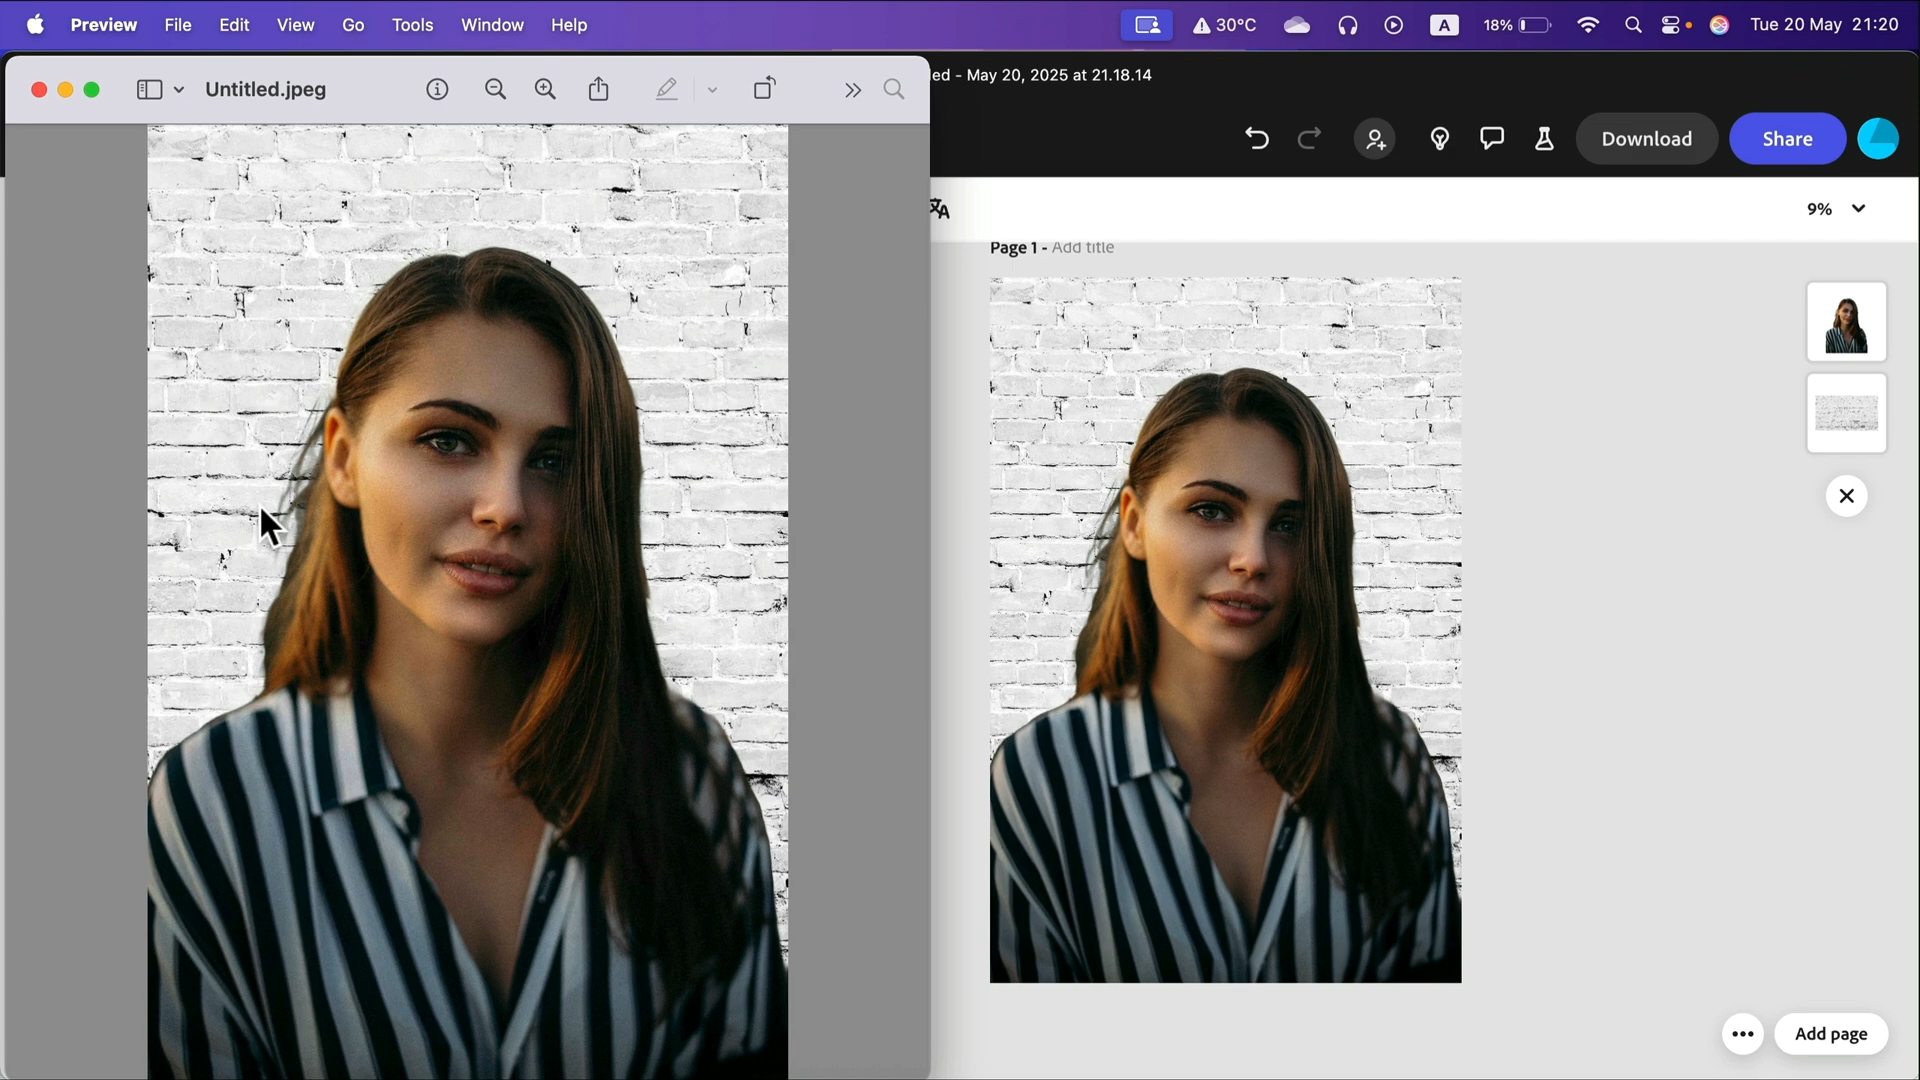 Preview File Edit View Go Tools Window Help
30°C A 18% Tue 20 May 21:20
Untitled.jpeg
ed - May 20, 2025 at 21.18.14
Download
Share
9%
Page 1 - Add title
Add page